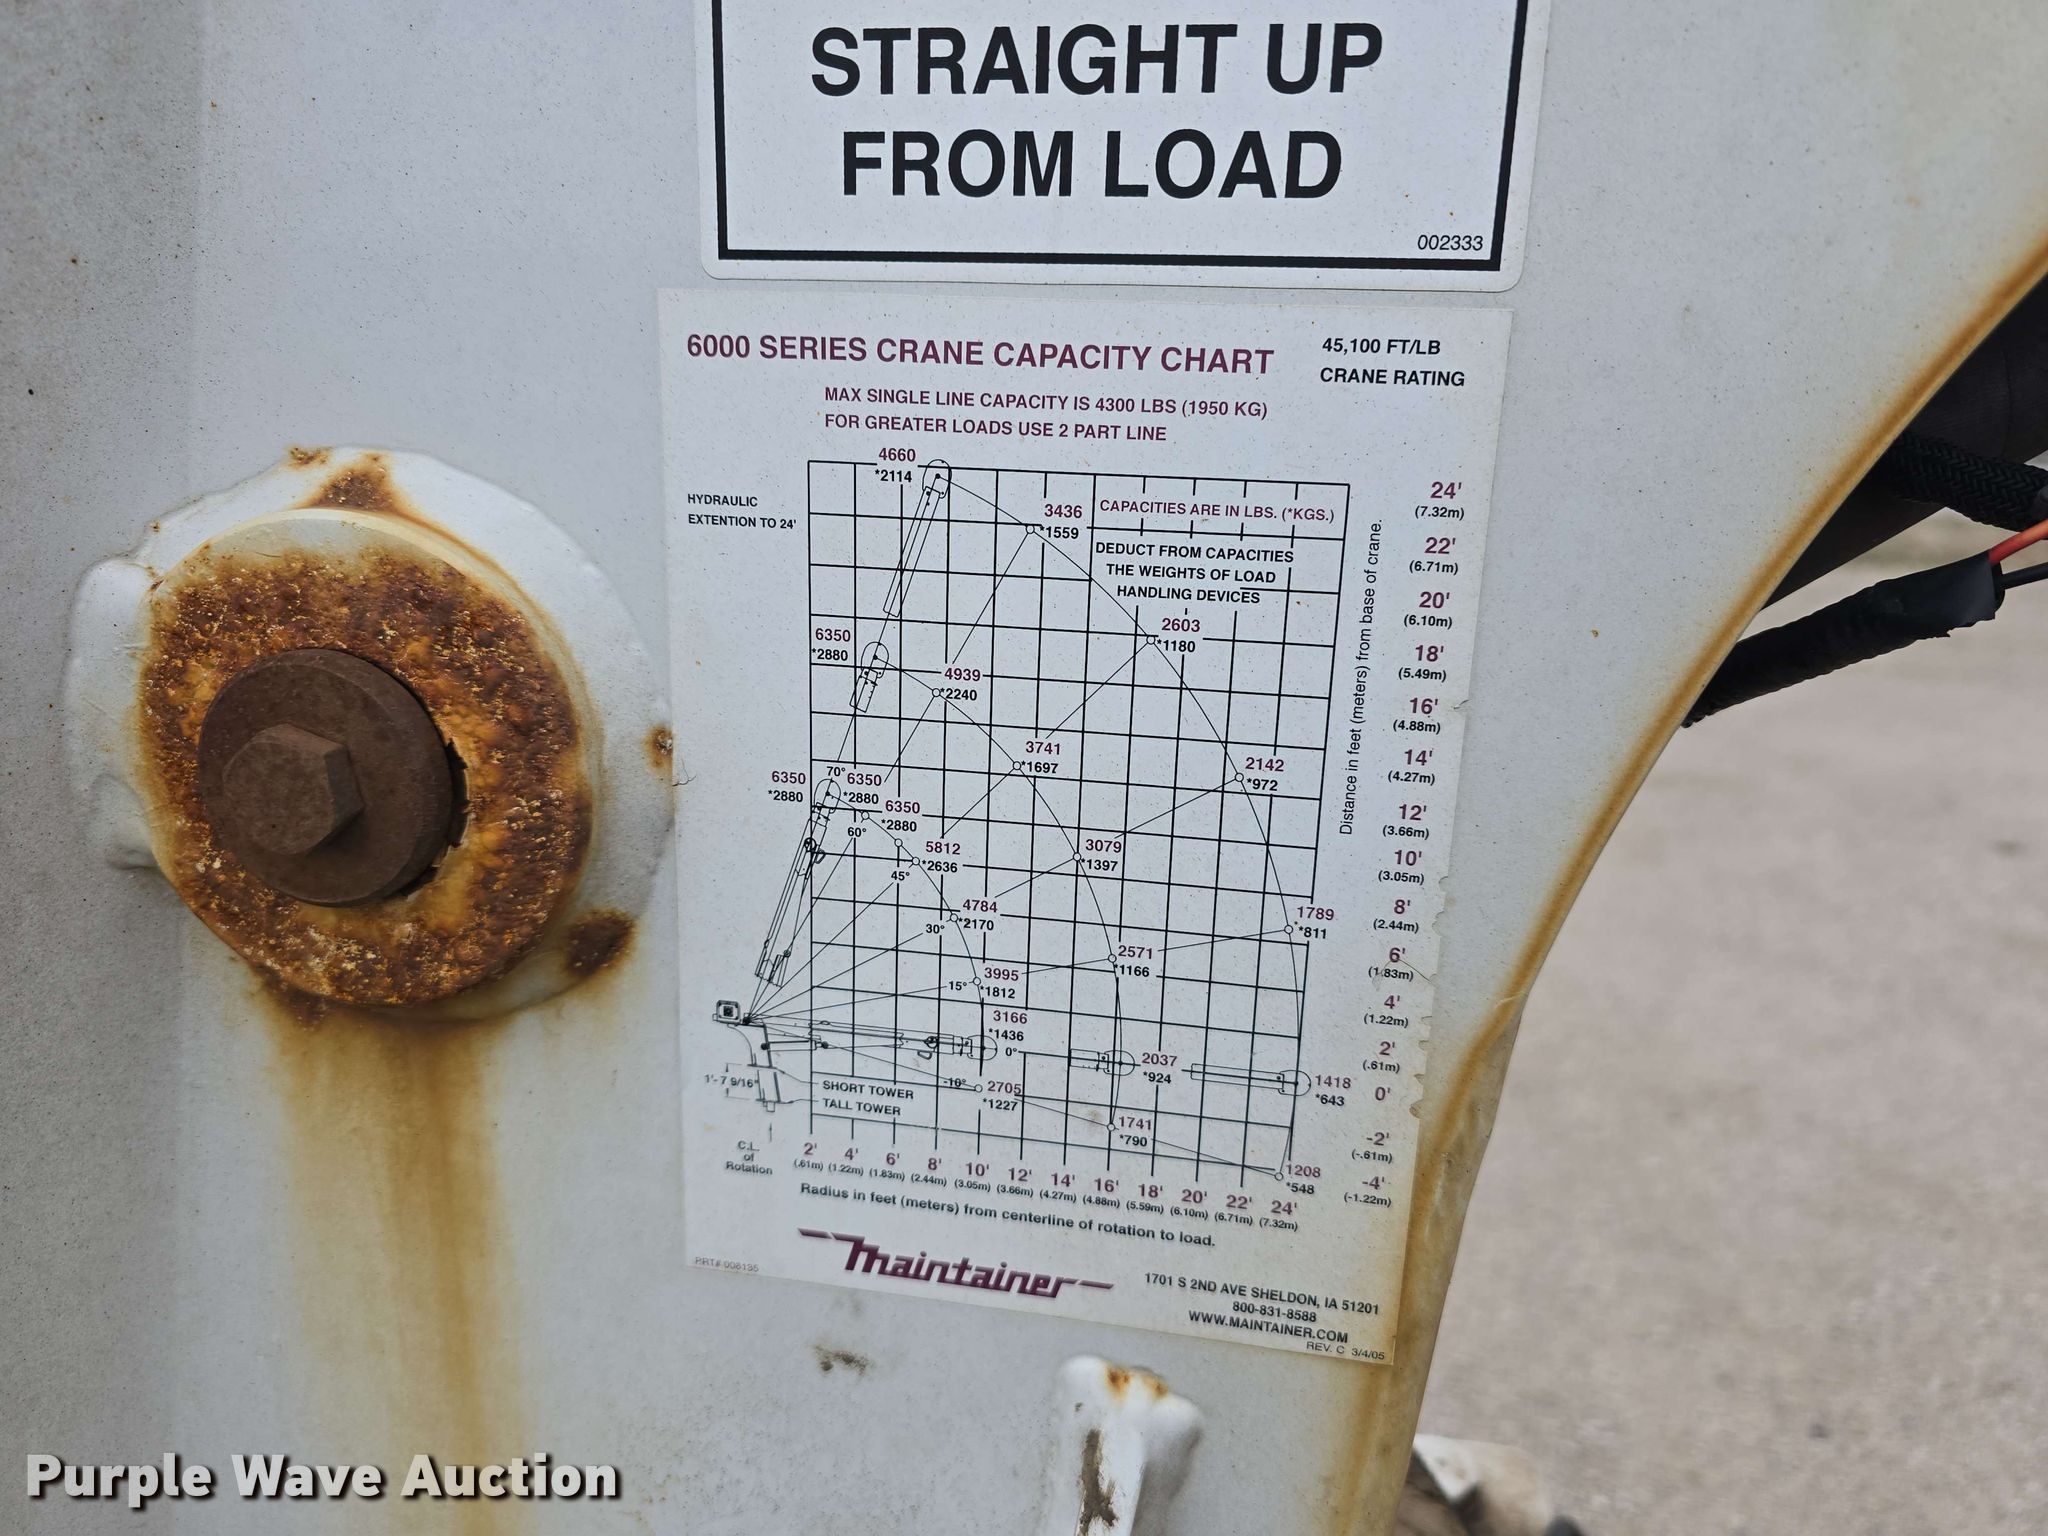 STRAIGHT UP
FROM LOAD
002333
6000 SERIES CRANE CAPACITY CHART
45,100 FT/LB
CRANE RATING
MAX SINGLE LINE CAPACITY IS 4300 LBS (1950 KG)
FOR GREATER LOADS USE 2 PART LINE
HYDRAULIC
EXTENTION TO 24'
CAPACITIES ARE IN LBS. (*KGS.)
DEDUCT FROM CAPACITIES
THE WEIGHTS OF LOAD
HANDLING DEVICES
4660
*2114
3436
*1559
2603
*1180
6350
*2880
4939
*2240
3741
*1697
2142
*972
6350
*2880
70°
6350
*2880
6350
*2880
60°
5812
*2636
45°
3079
*1397
4784
*2170
30°
1789
*811
2571
*1166
3995
*1812
15°
3166
*1436
0°
2037
*924
1418
*643
-10°
2705
*1227
1741
*790
1208
*548
1'- 7 9/16"
SHORT TOWER
TALL TOWER
C.L.
of
Rotation
Distance in feet (meters) from base of crane.
24'
(7.32m)
22'
(6.71m)
20'
(6.10m)
18'
(5.49m)
16'
(4.88m)
14'
(4.27m)
12'
(3.66m)
10'
(3.05m)
8'
(2.44m)
6'
(1.83m)
4'
(1.22m)
2'
(.61m)
0'
-2'
(-.61m)
-4'
(-1.22m)
2' 4' 6' 8' 10' 12' 14' 16' 18' 20' 22' 24'
(.61m) (1.22m) (1.83m) (2.44m) (3.05m) (3.66m) (4.27m) (4.88m) (5.59m) (6.10m) (6.71m) (7.32m)
Radius in feet (meters) from centerline of rotation to load.
PRT# 008135
Maintainer
1701 S 2ND AVE SHELDON, IA 51201
800-831-8588
WWW.MAINTAINER.COM
REV. C 3/4/05
Purple Wave Auction